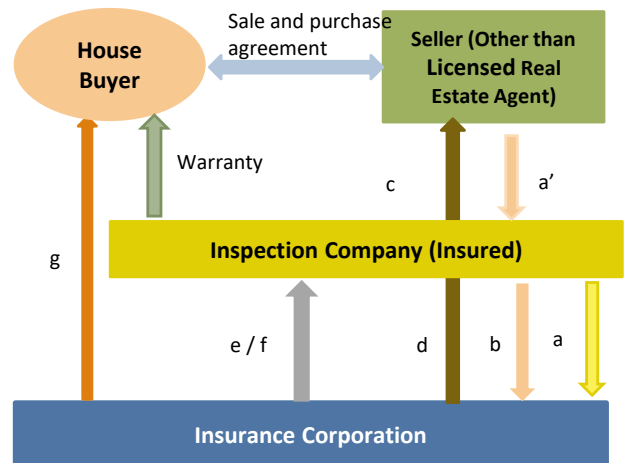 Sale and purchase
agreement
House
Buyer
Seller (Other than
Licensed Real
Estate Agent)
Warranty
c
a’
g
Inspection Company (Insured)
e / f
d
b
a
Insurance Corporation